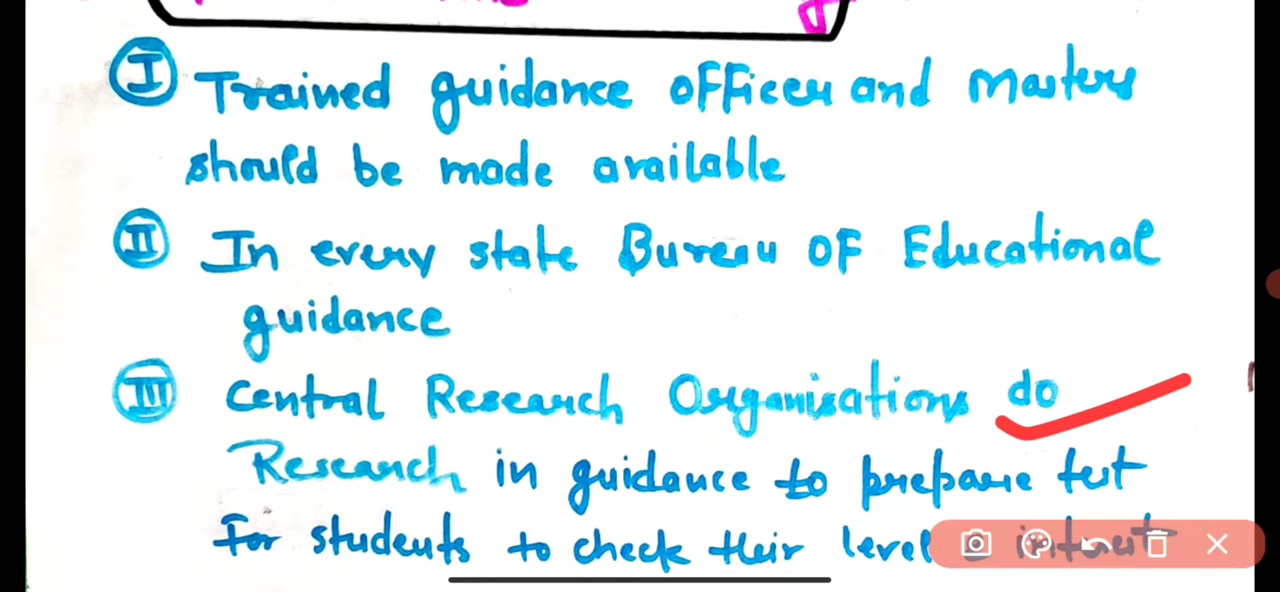 I Trained guidance officer and Masters
should be made available
II In every state Bureau of Educational
guidance
III Central Research Organisations do
Research in guidance to prepare test
For students to check their level interest